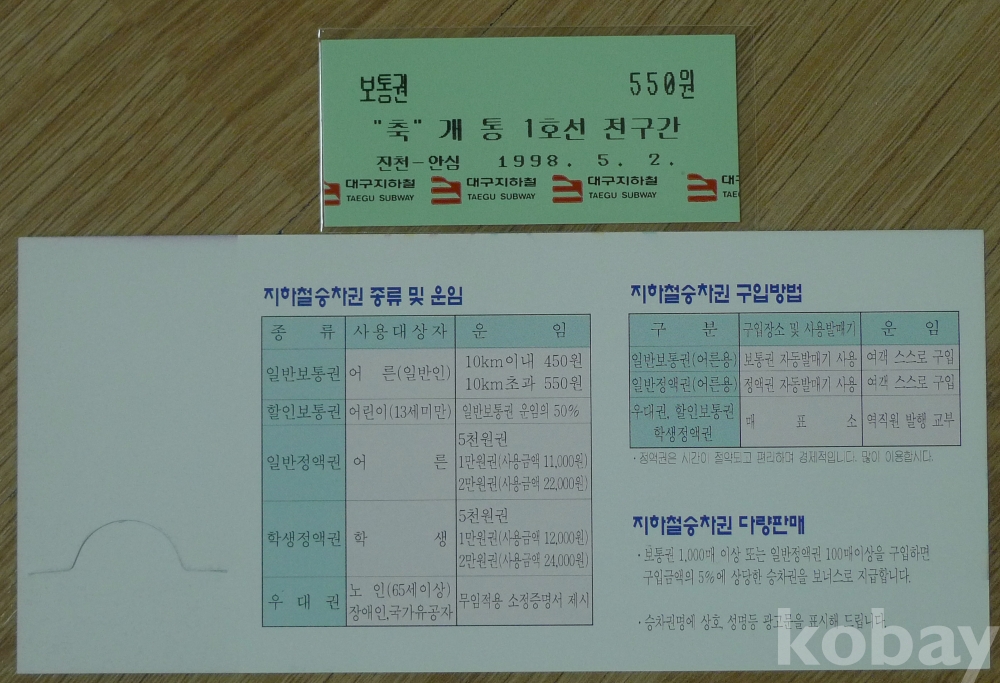 보통권 550원
"축" 개통 1호선 전구간
진천-안심 1998. 5. 2.
대구지하철 대구지하철 대구지하철 대구
TAEGU SUBWAY TAEGU SUBWAY TAEGU SUBWAY
지하철승차권 종류 및 운임
종 류 사용대상자 운 임
일반보통권 어 른(일반인) 10km이내 450원
10km초과 550원
할인보통권 어린이(13세미만) 일반보통권 운임의 50%
일반정액권 어 른 5천원권
1만원권(사용금액 11,000원)
2만원권(사용금액 22,000원)
학생정액권 학 생 5천원권
1만원권(사용금액 12,000원)
2만원권(사용금액 24,000원)
우 대 권 노 인(65세이상)
장애인,국가유공자 무임적용 소정증명서 제시
지하철승차권 구입방법
구 분 구입장소 및 사용발매기 운 임
일반보통권(어른용) 보통권 자동발매기 사용 여객 스스로 구입
일반정액권(어른용) 정액권 자동발매기 사용 여객 스스로 구입
우대권, 할인보통권
학생정액권 매 표 소 역직원 발행 교부
· 정액권은 시간이 절약되고 편리하며 경제적입니다. 많이 이용합시다.
지하철승차권 다량판매
· 보통권 1,000매 이상 또는 일반정액권 100매이상을 구입하면
구입금액의 5%에 상당한 승차권을 보너스로 지급합니다.
· 승차권명에 상호, 성명등 광고문을 표시해 드립니다.
kobay